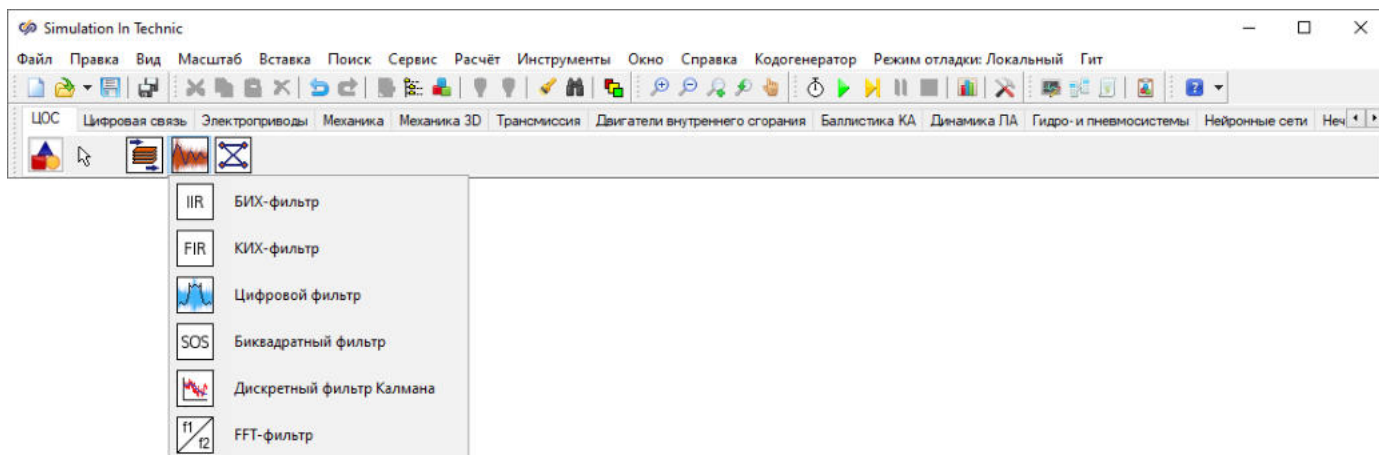 Simulation In Technic
Файл Правка Вид Масштаб Вставка Поиск Сервис Расчёт Инструменты Окно Справка Кодогенератор Режим отладки: Локальный Гит
ЦОС Цифровая связь Электроприводы Механика Механика 3D Трансмиссия Двигатели внутреннего сгорания Баллистика КА Динамика ЛА Гидро- и пневмосистемы Нейронные сети Неч
IIR БИХ-фильтр
FIR КИХ-фильтр
Цифровой фильтр
SOS Биквадратный фильтр
Дискретный фильтр Калмана
f1 f2 FFT-фильтр